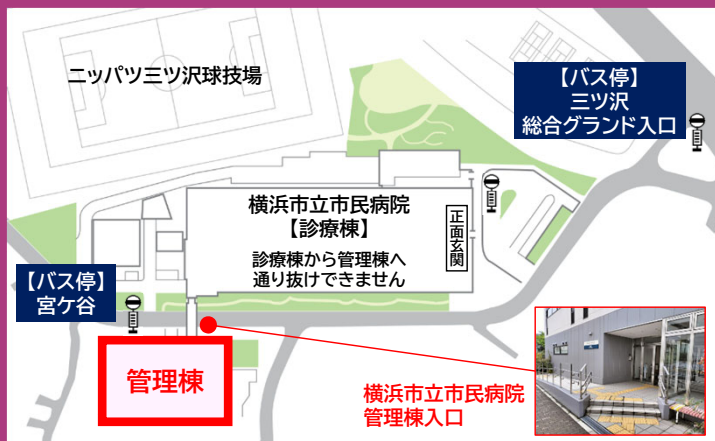 ニッパツ三ツ沢球技場
【バス停】
三ツ沢
総合グランド入口
横浜市立市民病院
【診療棟】
診療棟から管理棟へ
通り抜けできません
正面玄関
【バス停】
宮ケ谷
管理棟
横浜市立市民病院
管理棟入口